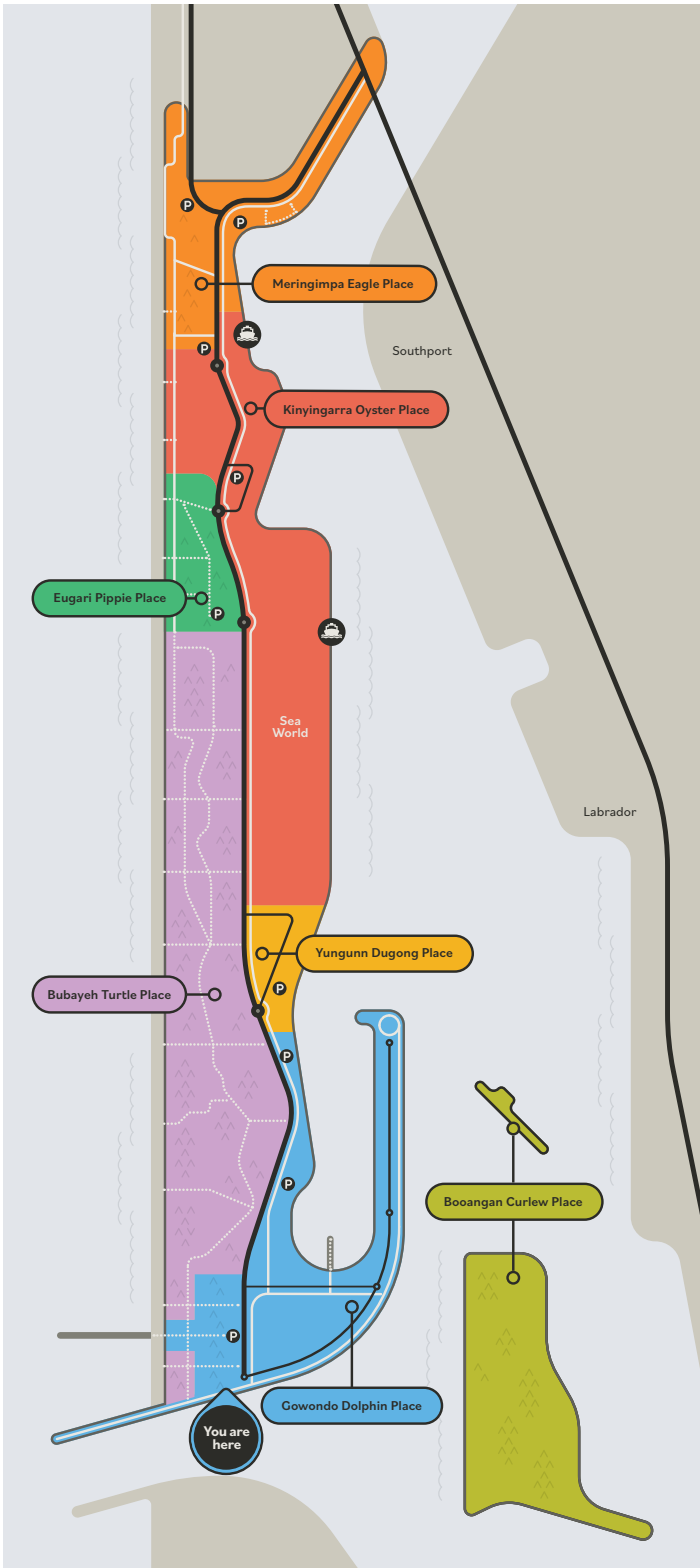 P
P
Meringimpa Eagle Place
P
Southport
Kinyingarra Oyster Place
P
Eugari Pippie Place
P
Sea
World
Labrador
Yungunn Dugong Place
P
Bubayeh Turtle Place
P
P
Booangan Curlew Place
P
Gowondo Dolphin Place
You are
here